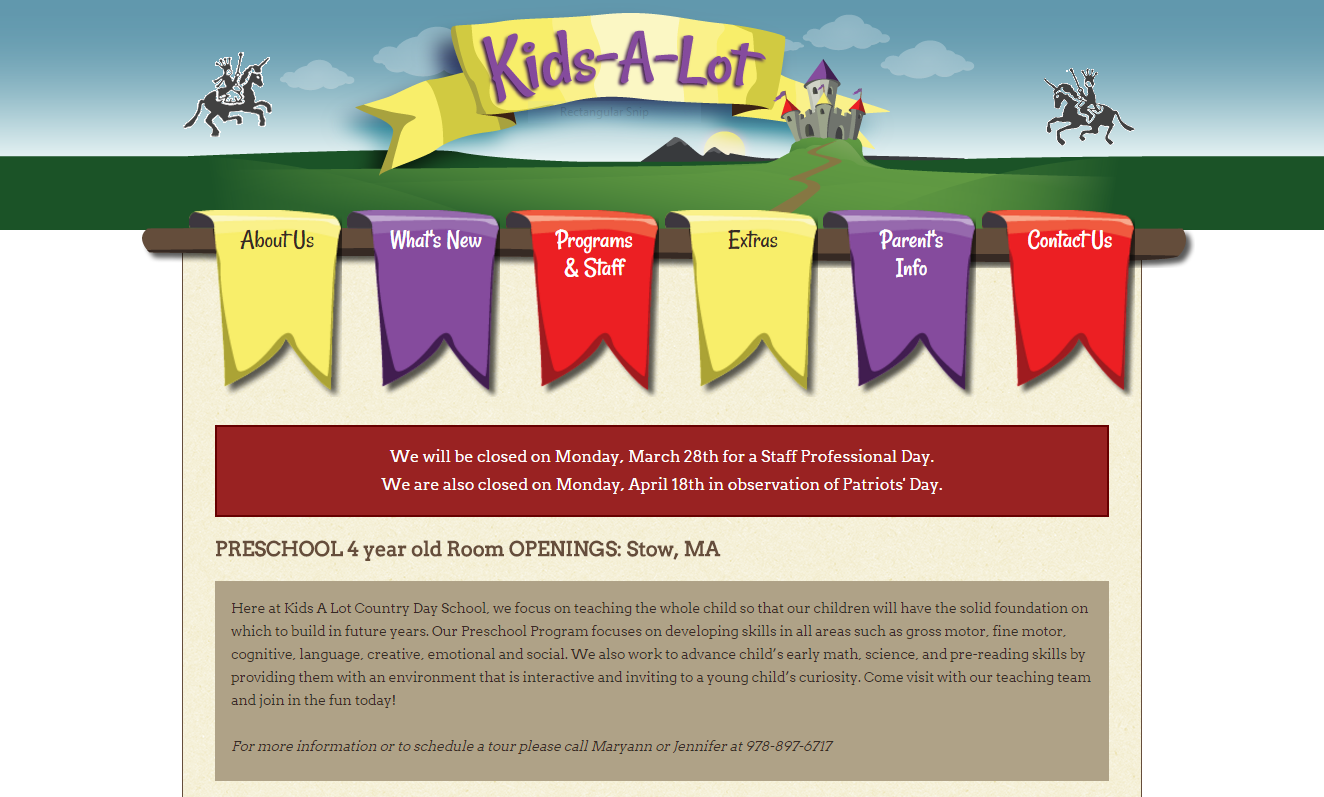 Kids-A-Lot
Rectangular Snip
About Us
What's New
Programs
& Staff
Extras
Parent's
Info
Contact Us
We will be closed on Monday, March 28th for a Staff Professional Day.
We are also closed on Monday, April 18th in observation of Patriots' Day.
PRESCHOOL 4 year old Room OPENINGS: Stow, MA
Here at Kids A Lot Country Day School, we focus on teaching the whole child so that our children will have the solid foundation on
which to build in future years. Our Preschool Program focuses on developing skills in all areas such as gross motor, fine motor,
cognitive, language, creative, emotional and social. We also work to advance child’s early math, science, and pre-reading skills by
providing them with an environment that is interactive and inviting to a young child’s curiosity. Come visit with our teaching team
and join in the fun today!
For more information or to schedule a tour please call Maryann or Jennifer at 978-897-6717